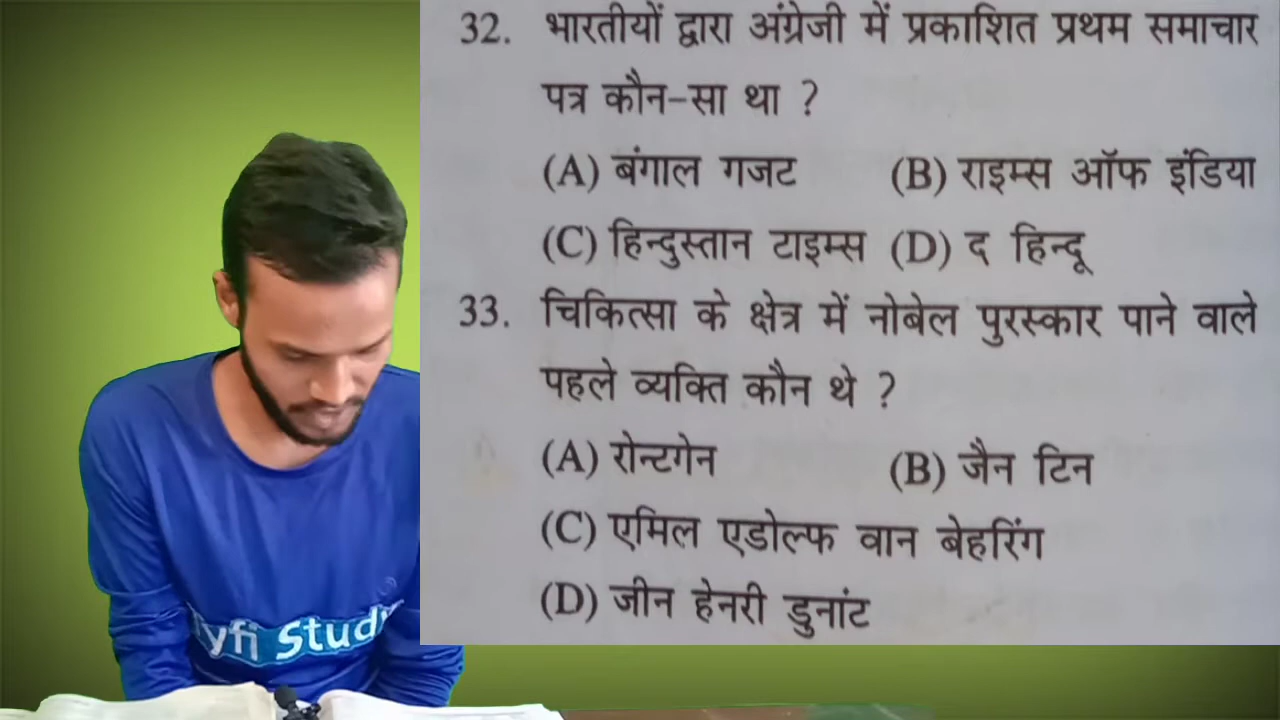 32. भारतीयों द्वारा अंग्रेजी में प्रकाशित प्रथम समाचार
पत्र कौन-सा था ?
(A) बंगाल गजट (B) राइम्स ऑफ इंडिया
(C) हिन्दुस्तान टाइम्स (D) द हिन्दू
33. चिकित्सा के क्षेत्र में नोबेल पुरस्कार पाने वाले
पहले व्यक्ति कौन थे ?
(A) रोन्टगेन (B) जैन टिन
(C) एमिल एडोल्फ वान बेहरिंग
(D) जीन हेनरी डुनांट
yfi Study